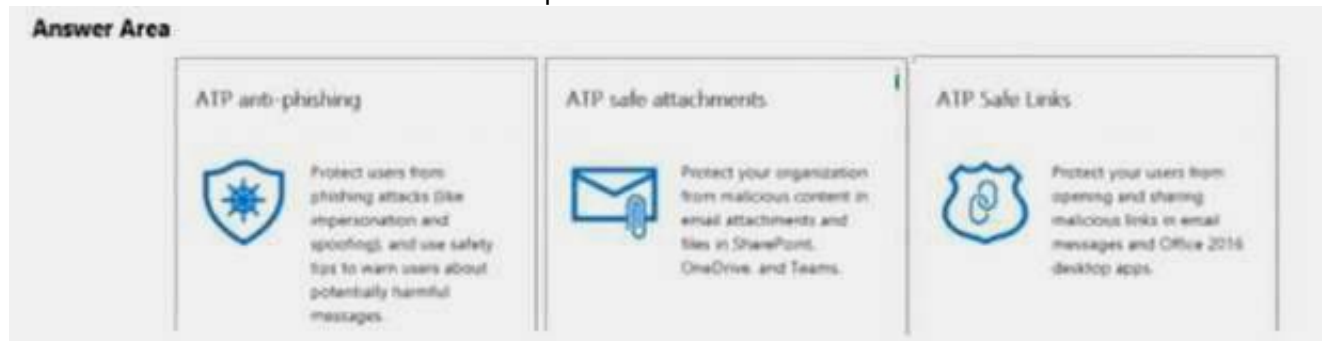 Answer Area
ATP anti-phishing
Protect users from
phishing attacks (like
impersonation and
spoofing), and use safety
tips to warn users about
potentially harmful
messages.
ATP safe attachments
Protect your organization
from malicious content in
email attachments and
files in SharePoint,
OneDrive, and Teams.
ATP Safe Links
Protect your users from
opening and sharing
malicious links in email
messages and Office 2016
desktop apps.